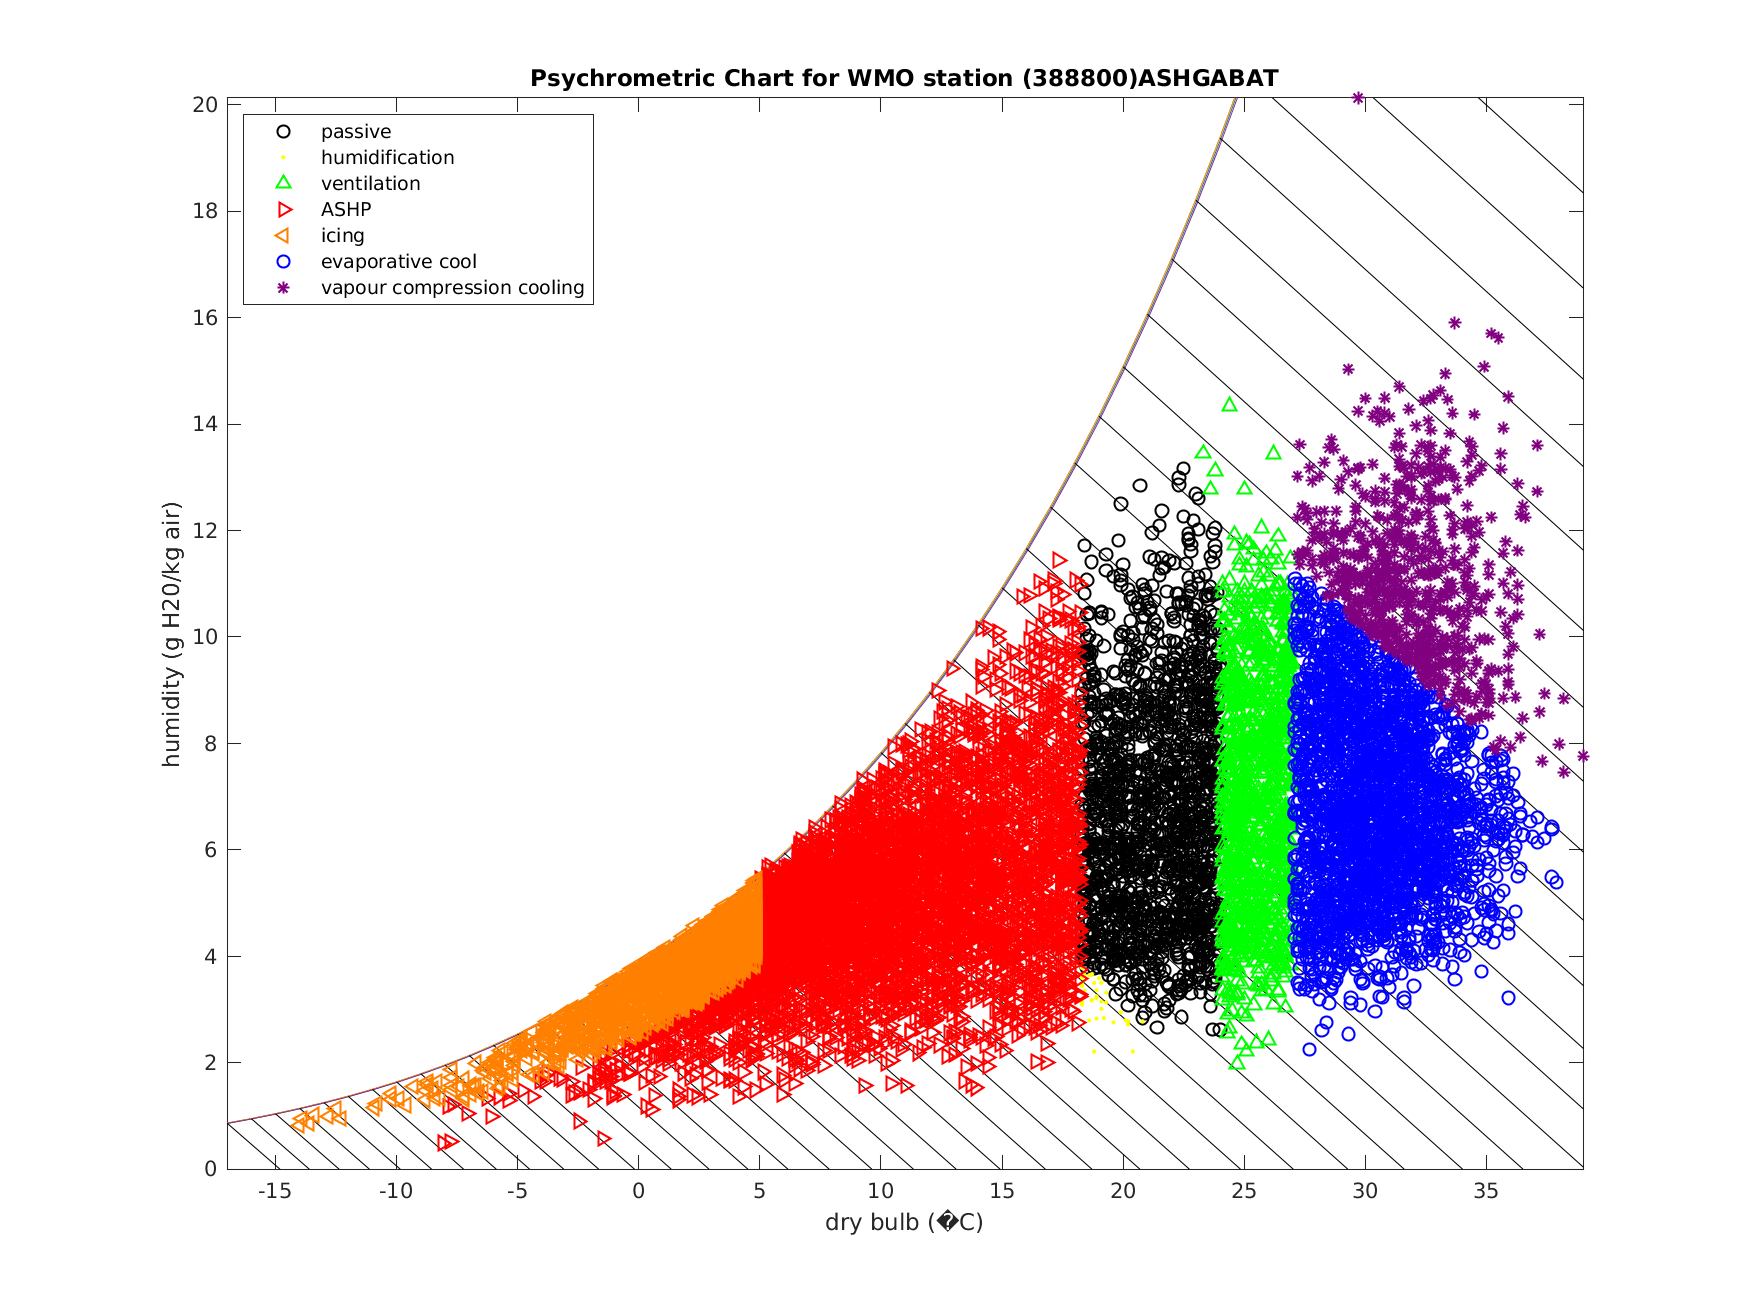 Psychrometric Chart for WMO station (388800)ASHGABAT
passive
humidification
ventilation
ASHP
icing
evaporative cool
vapour compression cooling
20
18
16
14
12
10
8
6
4
2
0
humidity (g H20/kg air)
-15 -10 -5 0 5 10 15 20 25 30 35
dry bulb (�C)